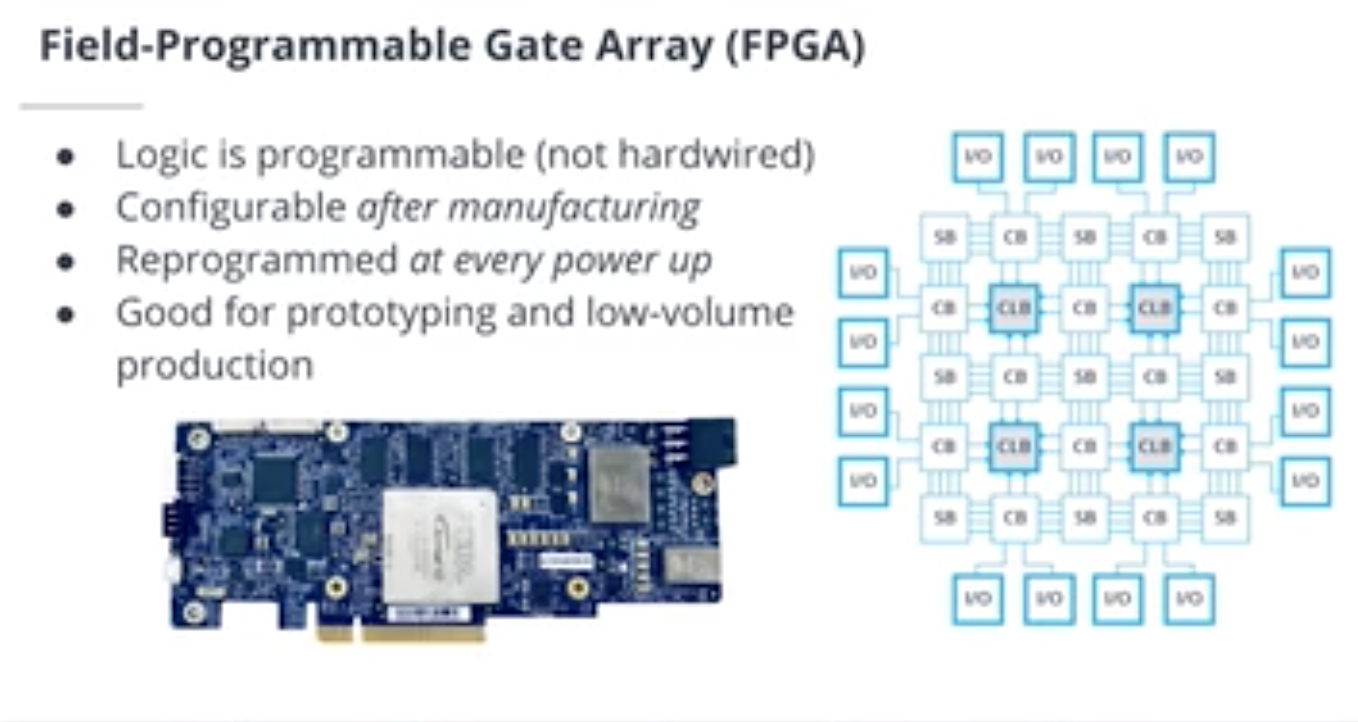 Field-Programmable Gate Array (FPGA)
● Logic is programmable (not hardwired)
● Configurable after manufacturing
● Reprogrammed at every power up
● Good for prototyping and low-volume
production
I/O I/O I/O I/O
SB CB SB CB SB
I/O I/O
CB CLB CB CLB CB
I/O I/O
SB CB SB CB SB
I/O I/O
CB CLB CB CLB CB
I/O I/O
SB CB SB CB SB
I/O I/O I/O I/O